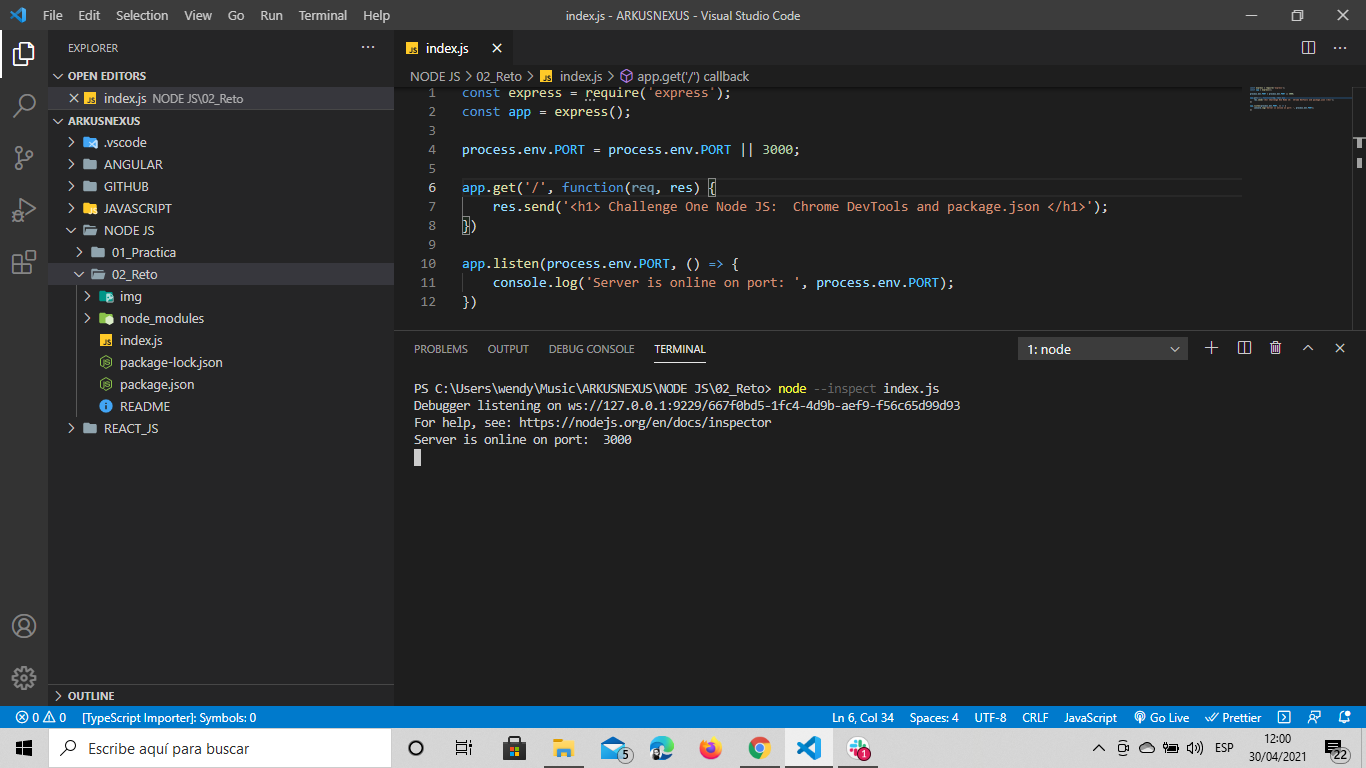 File Edit Selection View Go Run Terminal Help
index.js - ARKUSNEXUS - Visual Studio Code
EXPLORER
OPEN EDITORS
index.js NODE JS\02_Reto
ARKUSNEXUS
.vscode
ANGULAR
GITHUB
JAVASCRIPT
NODE JS
01_Practica
02_Reto
img
node_modules
index.js
package-lock.json
package.json
README
REACT_JS
OUTLINE
index.js
NODE JS > 02_Reto > index.js > app.get('/') callback
1 const express = require('express');
2 const app = express();
3
4 process.env.PORT = process.env.PORT || 3000;
5
6 app.get('/', function(req, res) {
7 res.send('<h1> Challenge One Node JS:  Chrome DevTools and package.json </h1>');
8 })
9
10 app.listen(process.env.PORT, () => {
11 console.log('Server is online on port: ', process.env.PORT);
12 })
PROBLEMS OUTPUT DEBUG CONSOLE TERMINAL
1: node
PS C:\Users\wendy\Music\ARKUSNEXUS\NODE JS\02_Reto> node --inspect index.js
Debugger listening on ws://127.0.0.1:9229/667f0bd5-1fc4-4d9b-aef9-f56c65d99d93
For help, see: https://nodejs.org/en/docs/inspector
Server is online on port:  3000
0 0 [TypeScript Importer]: Symbols: 0
Ln 6, Col 34 Spaces: 4 UTF-8 CRLF JavaScript Go Live Prettier
Escribe aquí para buscar
5
1
ESP
12:00
30/04/2021
22